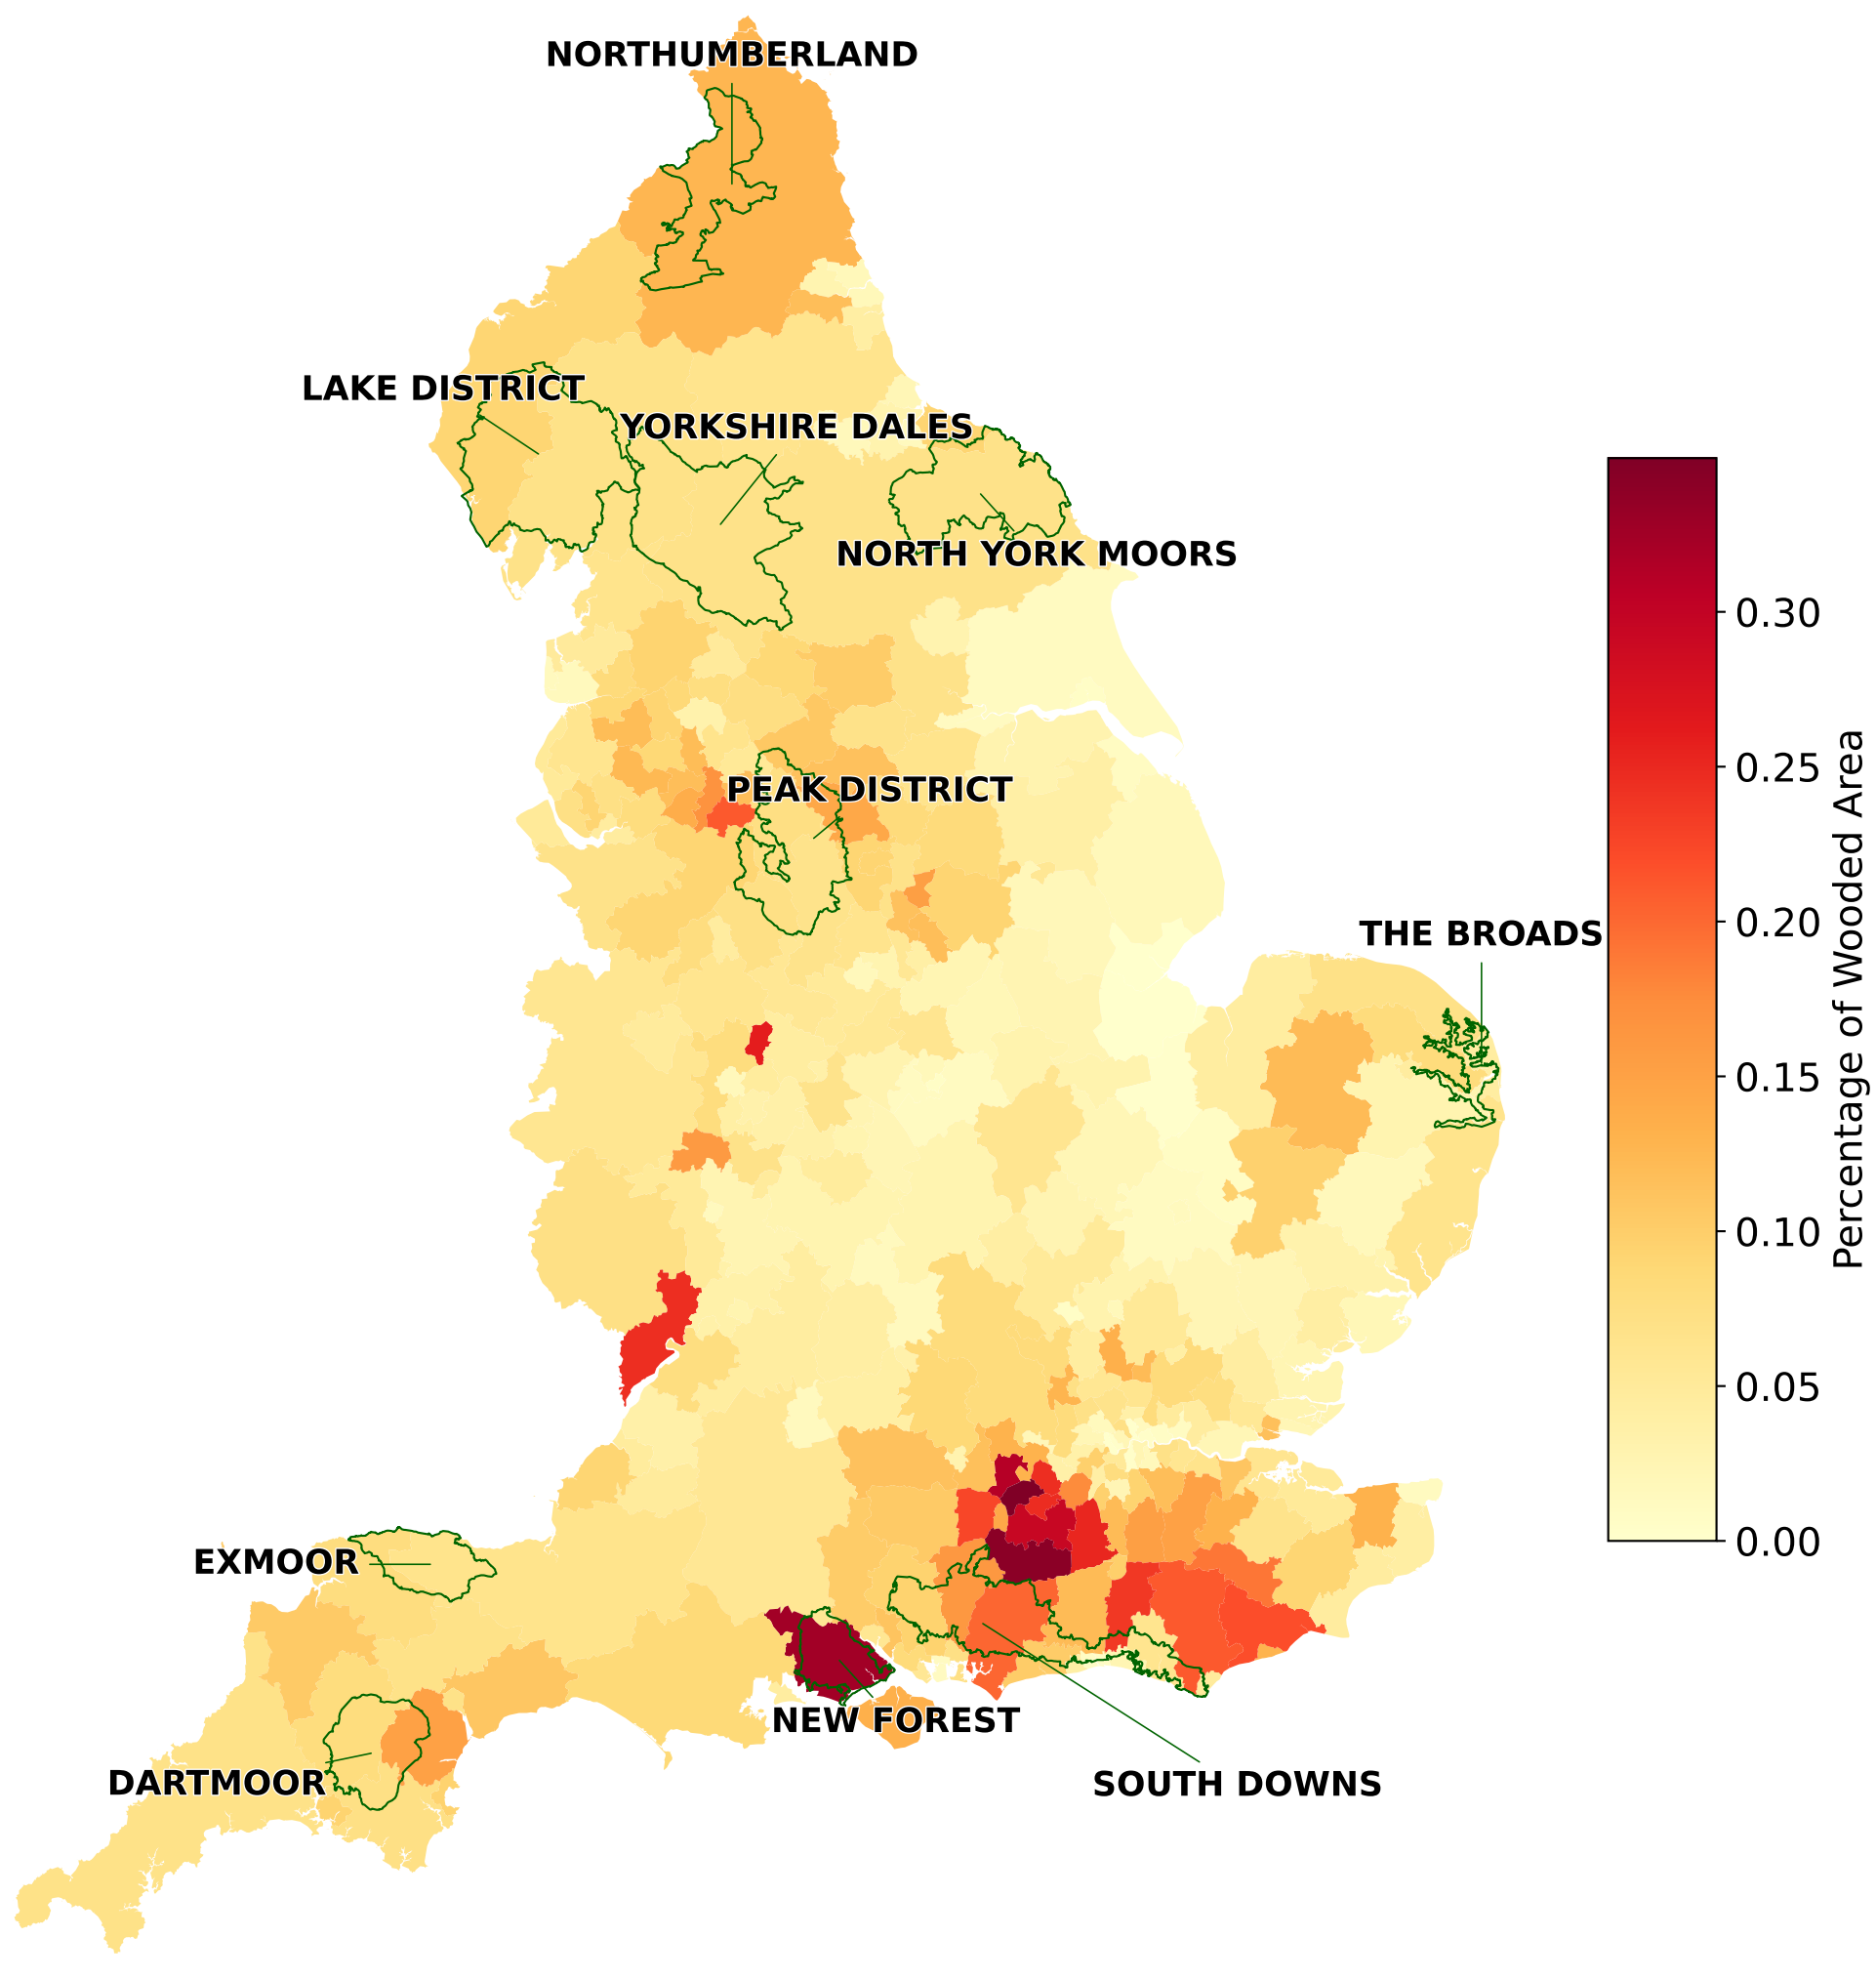 NORTHUMBERLAND
LAKE DISTRICT
YORKSHIRE DALES
NORTH YORK MOORS
PEAK DISTRICT
THE BROADS
EXMOOR
NEW FOREST
DARTMOOR
SOUTH DOWNS
0.30
0.25
0.20
0.15
0.10
0.05
0.00
Percentage of Wooded Area